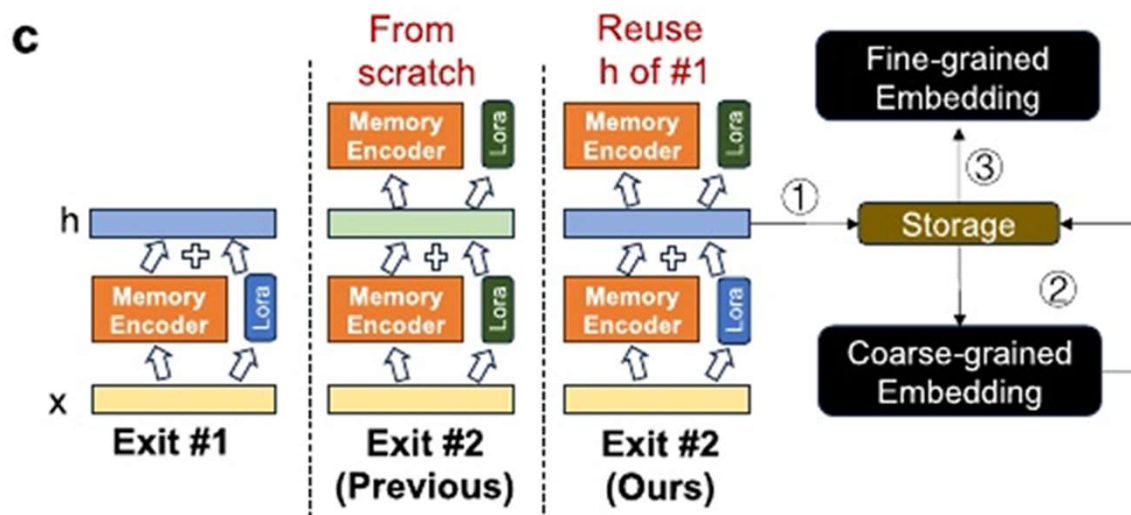 c
From
scratch
Reuse
h of #1
Memory
Encoder
Lora
Memory
Encoder
Lora
Fine-grained
Embedding
h
①
③
Storage
Memory
Encoder
Lora
Memory
Encoder
Lora
Memory
Encoder
Lora
②
Coarse-grained
Embedding
x
Exit #1
Exit #2
(Previous)
Exit #2
(Ours)